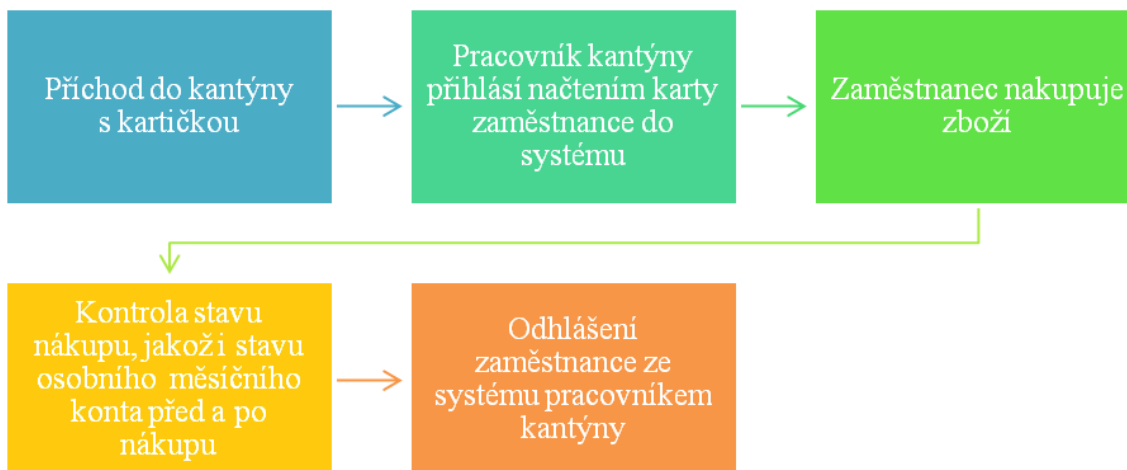 Příchod do kantýny
s kartičkou
Pracovník kantýny
přihlásí načtením karty
zaměstnance do
systému
Zaměstnanec nakupuje
zboží
Kontrola stavu
nákupu, jakož i stavu
osobního měsíčního
konta před a po
nákupu
Odhlášení
zaměstnance ze
systému pracovníkem
kantýny